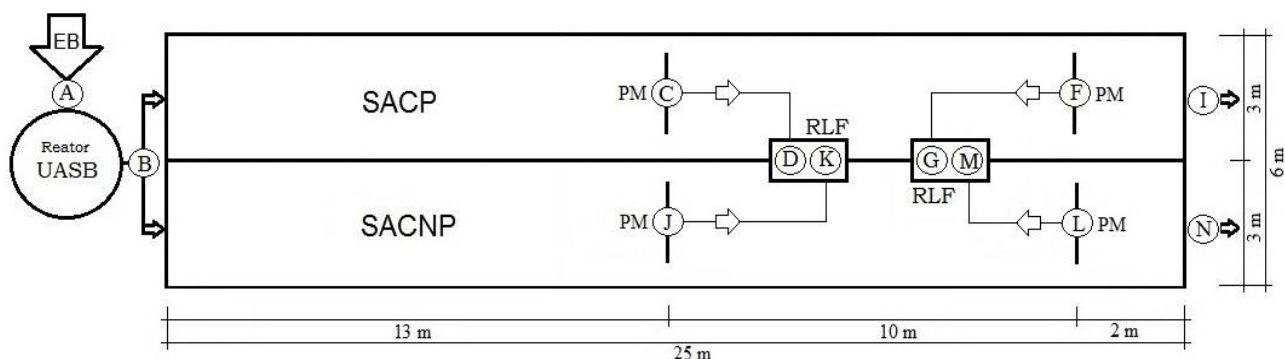 EB
A
Reator
UASB
B
SACP
PM C
F PM
I
RLF
D K
G M
RLF
SACNP
PM J
L PM
N
3 m
3 m
6 m
13 m
10 m
2 m
25 m